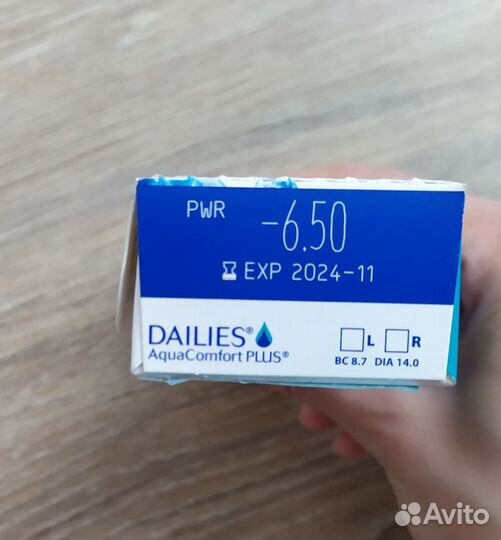 PWR -6.50
EXP 2024-11
DAILIES®
AquaComfort PLUS®
L R
BC 8.7 DIA 14.0
Avito